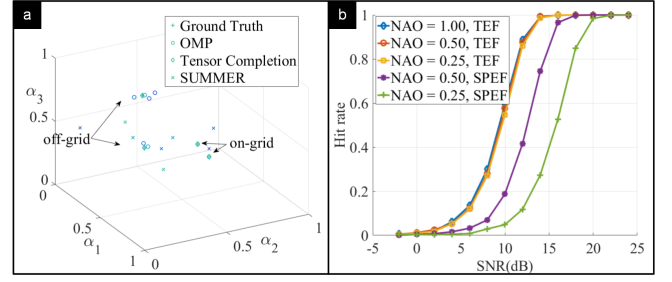 a
Ground Truth
OMP
Tensor Completion
SUMMER
1
α3
0.5
off-grid
on-grid
0
0
0.5
α1
1
0
0.5
α2
1
b
NAO = 1.00, TEF
NAO = 0.50, TEF
NAO = 0.25, TEF
NAO = 0.50, SPEF
NAO = 0.25, SPEF
Hit rate
1
0.8
0.6
0.4
0.2
0
-5
0
5
10
15
20
25
SNR(dB)